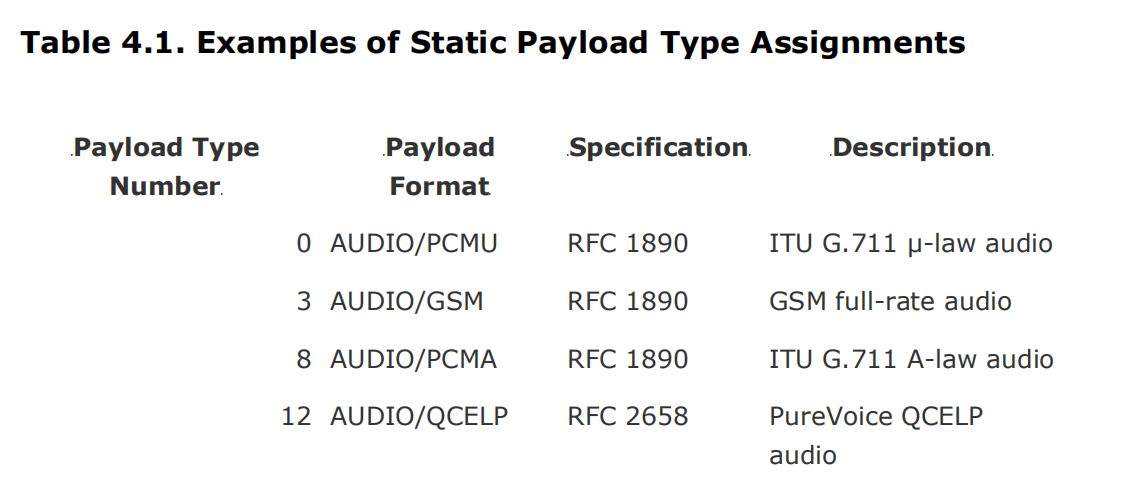 Table 4.1. Examples of Static Payload Type Assignments
Payload Type Payload Specification Description
Number Format
0 AUDIO/PCMU RFC 1890 ITU G.711 μ-law audio
3 AUDIO/GSM RFC 1890 GSM full-rate audio
8 AUDIO/PCMA RFC 1890 ITU G.711 A-law audio
12 AUDIO/QCELP RFC 2658 PureVoice QCELP
audio